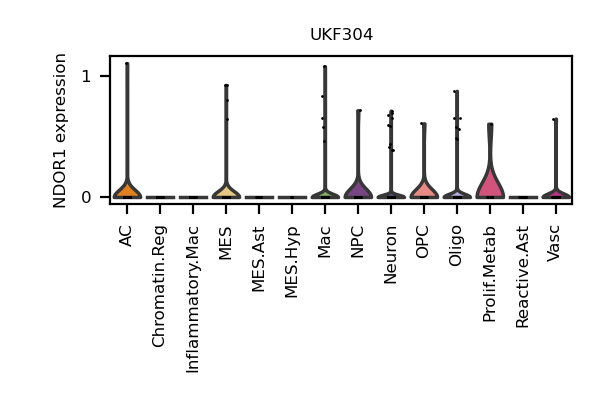 UKF304
NDOR1 expression
1
0
AC
Chromatin.Reg
Inflammatory.Mac
MES
MES.Ast
MES.Hyp
Mac
NPC
Neuron
OPC
Oligo
Prolif.Metab
Reactive.Ast
Vasc